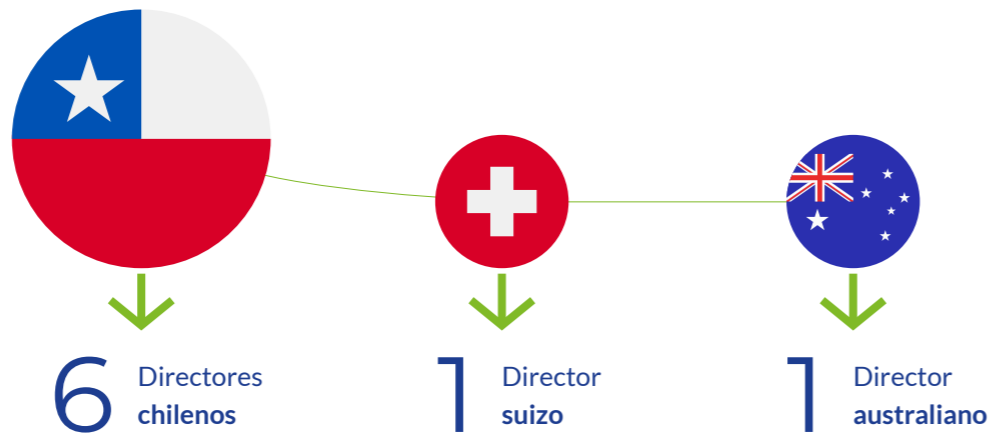 6 Directores
chilenos
1 Director
suizo
1 Director
australiano